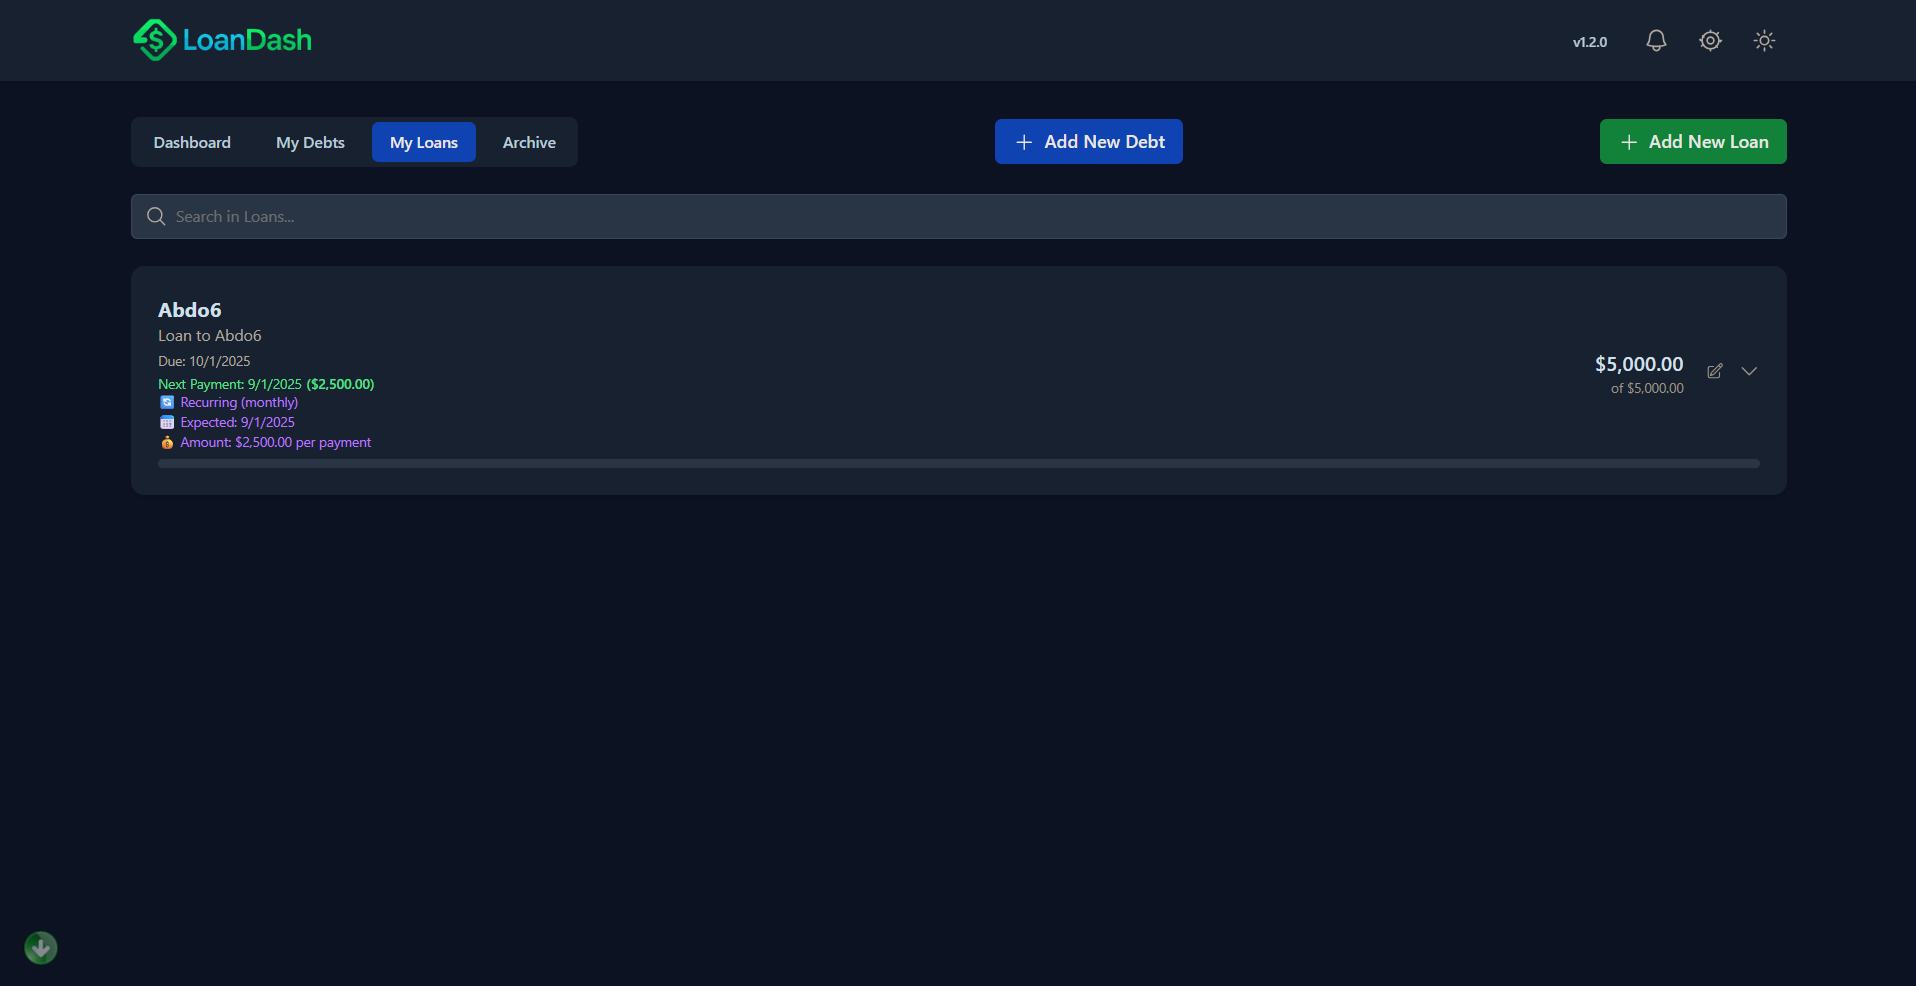 LoanDash
v1.2.0
Dashboard
My Debts
My Loans
Archive
Add New Debt
Add New Loan
Search in Loans...
Abdo6
Loan to Abdo6
Due: 10/1/2025
Next Payment: 9/1/2025 ($2,500.00)
Recurring (monthly)
Expected: 9/1/2025
Amount: $2,500.00 per payment
$5,000.00
of $5,000.00